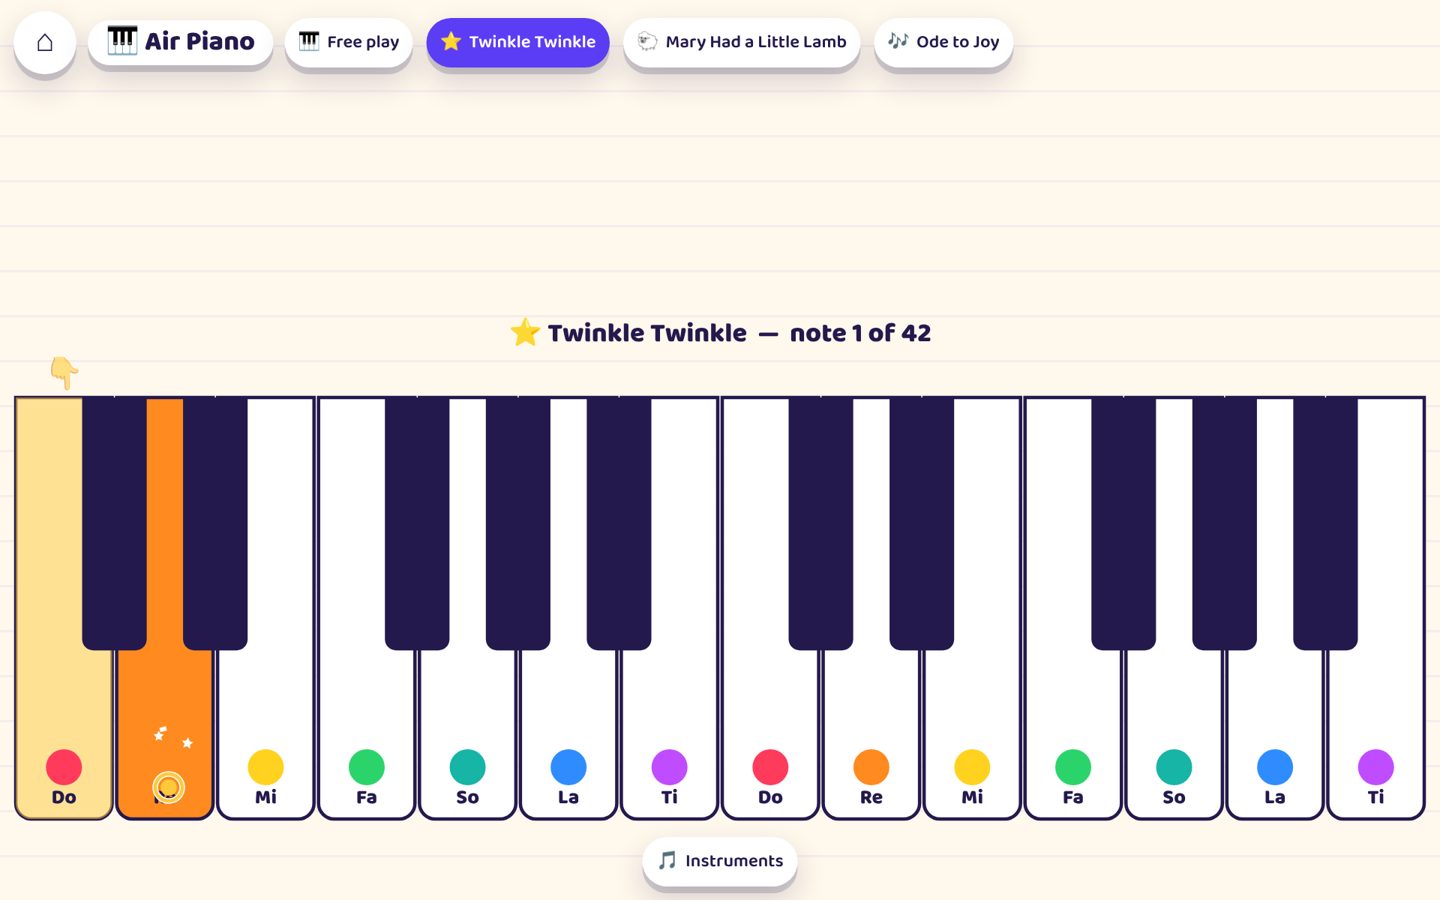 Air Piano
Free play
Twinkle Twinkle
Mary Had a Little Lamb
Ode to Joy
Twinkle Twinkle — note 1 of 42
Do Mi Fa So La Ti Do Re Mi Fa So La Ti
Instruments